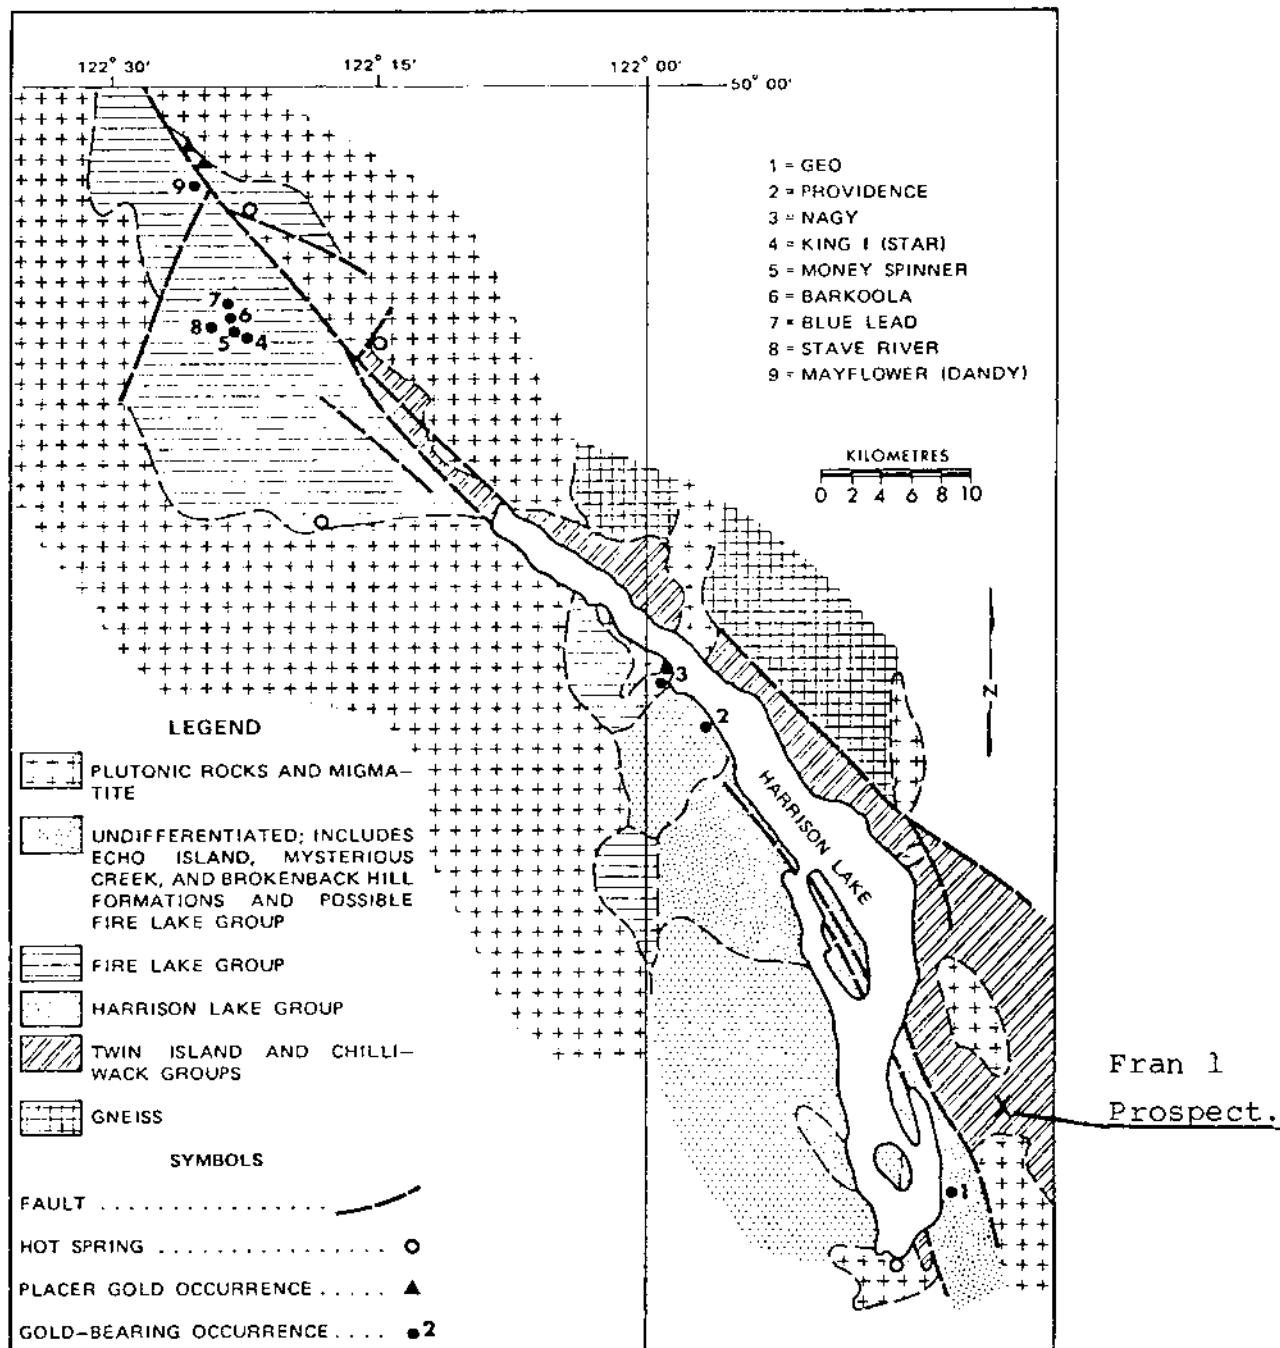 122° 30'
122° 15'
122° 00'
50° 00'
1 = GEO
2 = PROVIDENCE
3 = NAGY
4 = KING I (STAR)
5 = MONEY SPINNER
6 = BARKOOLA
7 = BLUE LEAD
8 = STAVE RIVER
9 = MAYFLOWER (DANDY)
9
7
6
8
5
4
KILOMETRES
0 2 4 6 8 10
N
3
2
HARRISON LAKE
1
Fran 1
Prospect.
LEGEND
PLUTONIC ROCKS AND MIGMA-
TITE
UNDIFFERENTIATED; INCLUDES
ECHO ISLAND, MYSTERIOUS
CREEK, AND BROKENBACK HILL
FORMATIONS AND POSSIBLE
FIRE LAKE GROUP
FIRE LAKE GROUP
HARRISON LAKE GROUP
TWIN ISLAND AND CHILLI-
WACK GROUPS
GNEISS
SYMBOLS
FAULT
HOT SPRING
PLACER GOLD OCCURRENCE
GOLD-BEARING OCCURRENCE 2